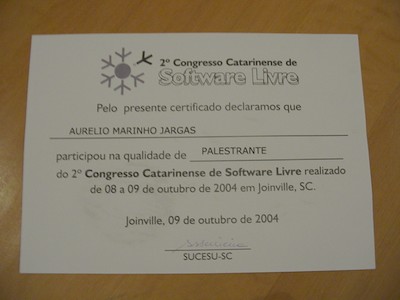 2º Congresso Catarinense de
Software Livre
Pelo presente certificado declaramos que
AURELIO MARINHO JARGAS
participou na qualidade de PALESTRANTE
do 2º Congresso Catarinense de Software Livre realizado
de 08 a 09 de outubro de 2004 em Joinville, SC.
Joinville, 09 de outubro de 2004
SUCESU-SC